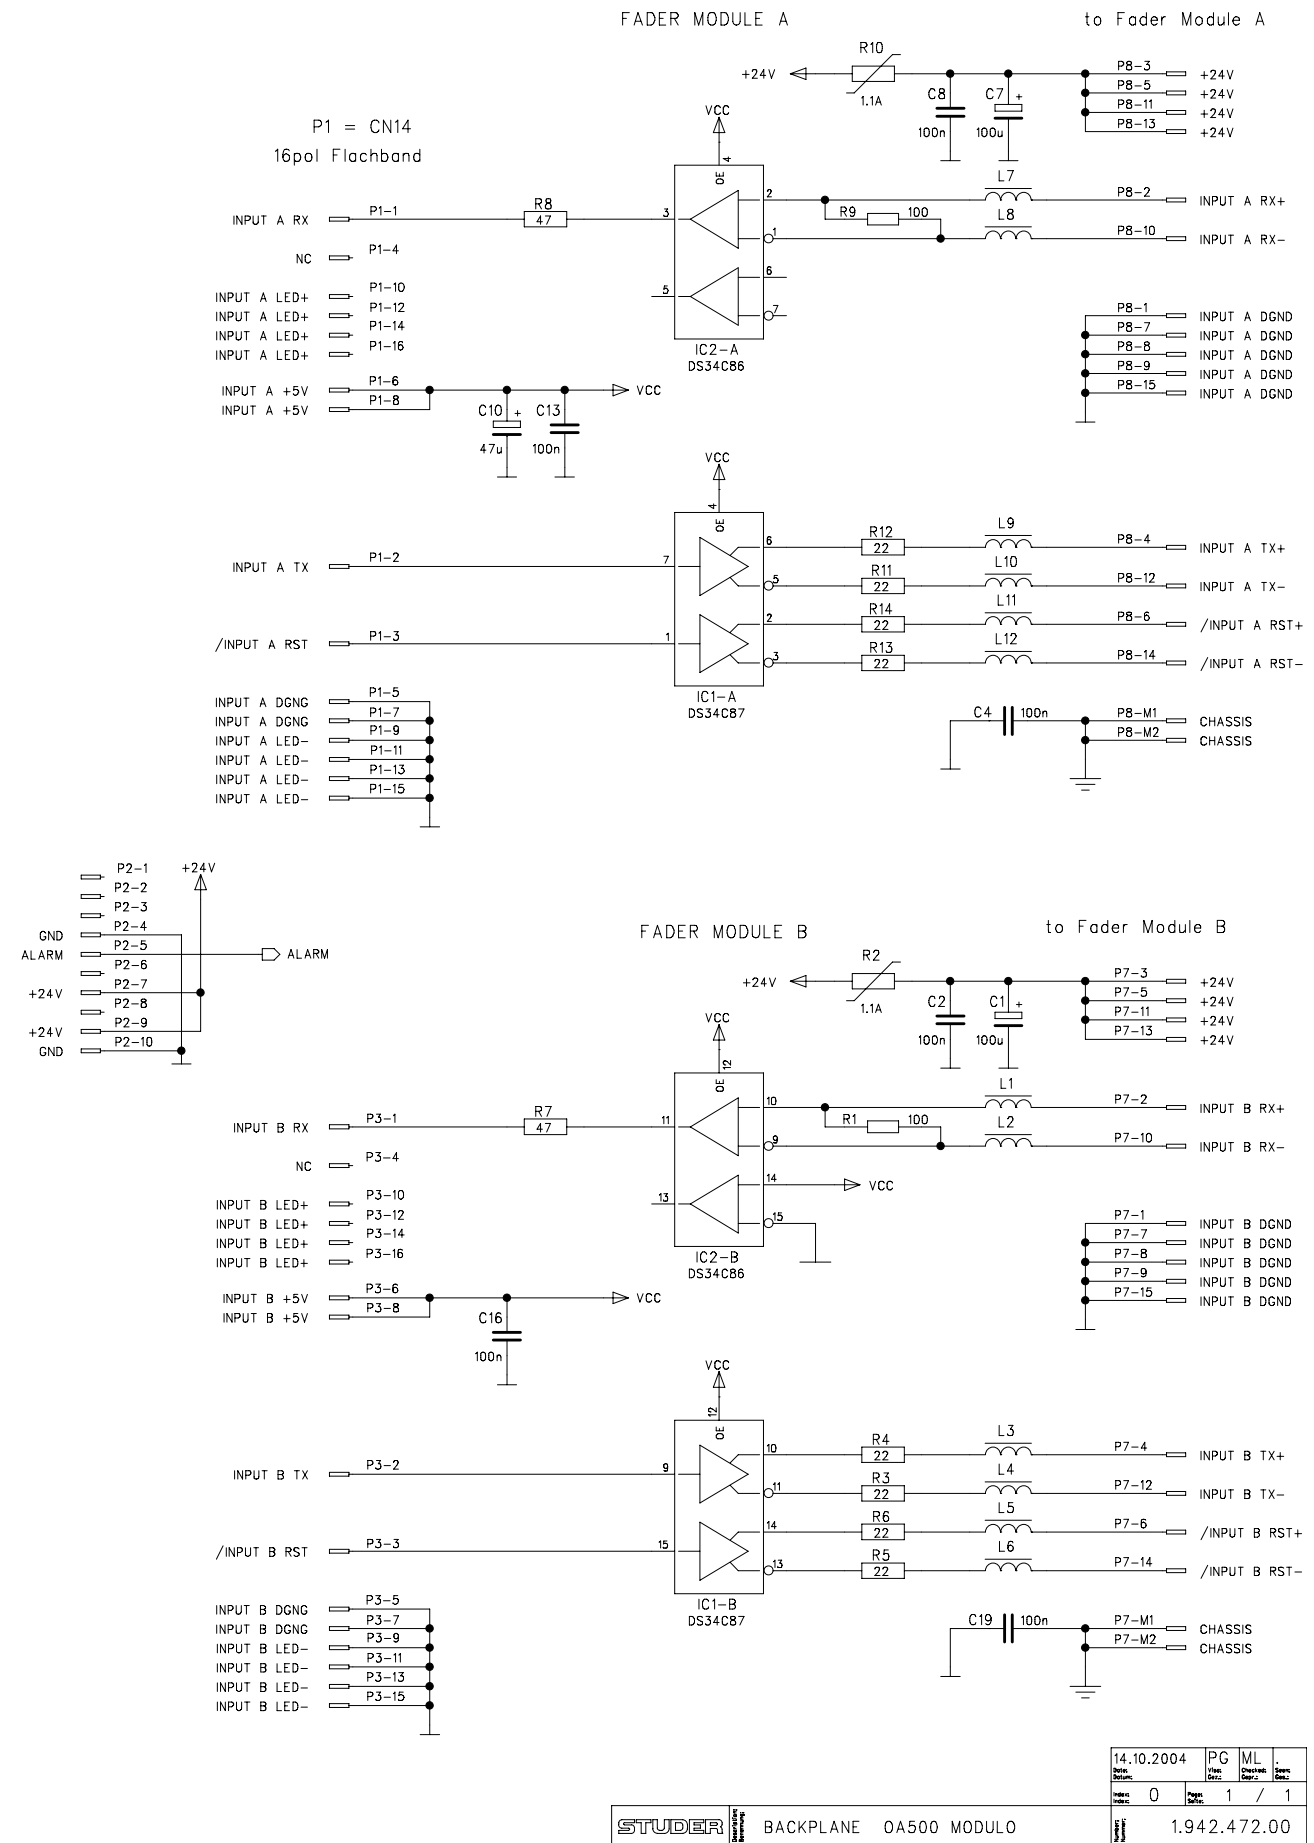 FADER MODULE A
to Fader Module A
R10
+24V
1.1A
C8
100n
C7
+
100u
P8-3
+24V
P8-5
+24V
P8-11
+24V
P8-13
+24V
P1 = CN14
16pol Flachband
VCC
OE
4
INPUT A RX
P1-1
R8
47
3
2
1
R9
100
L7
L8
P8-2
INPUT A RX+
P8-10
INPUT A RX-
NC
P1-4
5
6
7
INPUT A LED+
P1-10
INPUT A LED+
P1-12
INPUT A LED+
P1-14
INPUT A LED+
P1-16
IC2-A
DS34C86
P8-1
INPUT A DGND
P8-7
INPUT A DGND
P8-8
INPUT A DGND
P8-9
INPUT A DGND
P8-15
INPUT A DGND
INPUT A +5V
P1-6
INPUT A +5V
P1-8
VCC
C10
+
47u
C13
100n
VCC
4
OE
INPUT A TX
P1-2
7
6
5
R12
22
L9
P8-4
INPUT A TX+
R11
22
L10
P8-12
INPUT A TX-
/INPUT A RST
P1-3
1
2
3
R14
22
L11
P8-6
/INPUT A RST+
R13
22
L12
P8-14
/INPUT A RST-
IC1-A
DS34C87
INPUT A DGNG
P1-5
INPUT A DGNG
P1-7
INPUT A LED-
P1-9
INPUT A LED-
P1-11
INPUT A LED-
P1-13
INPUT A LED-
P1-15
C4
100n
P8-M1
CHASSIS
P8-M2
CHASSIS
P2-1
+24V
P2-2
P2-3
GND
P2-4
ALARM
P2-5
ALARM
P2-6
+24V
P2-7
P2-8
+24V
P2-9
GND
P2-10
FADER MODULE B
to Fader Module B
R2
+24V
1.1A
C2
100n
C1
+
100u
P7-3
+24V
P7-5
+24V
P7-11
+24V
P7-13
+24V
VCC
12
OE
INPUT B RX
P3-1
R7
47
11
10
9
R1
100
L1
L2
P7-2
INPUT B RX+
P7-10
INPUT B RX-
NC
P3-4
13
14
VCC
15
INPUT B LED+
P3-10
INPUT B LED+
P3-12
INPUT B LED+
P3-14
INPUT B LED+
P3-16
IC2-B
DS34C86
P7-1
INPUT B DGND
P7-7
INPUT B DGND
P7-8
INPUT B DGND
P7-9
INPUT B DGND
P7-15
INPUT B DGND
INPUT B +5V
P3-6
INPUT B +5V
P3-8
VCC
C16
100n
VCC
12
OE
INPUT B TX
P3-2
9
10
11
R4
22
L3
P7-4
INPUT B TX+
R3
22
L4
P7-12
INPUT B TX-
/INPUT B RST
P3-3
15
14
13
R6
22
L5
P7-6
/INPUT B RST+
R5
22
L6
P7-14
/INPUT B RST-
IC1-B
DS34C87
INPUT B DGNG
P3-5
INPUT B DGNG
P3-7
INPUT B LED-
P3-9
INPUT B LED-
P3-11
INPUT B LED-
P3-13
INPUT B LED-
P3-15
C19
100n
P7-M1
CHASSIS
P7-M2
CHASSIS
14.10.2004
PG
ML
.
Date:
Datum:
Index:
0
Page:
Seite:
1 / 1
STUDER
BACKPLANE OA500 MODULO
1.942.472.00